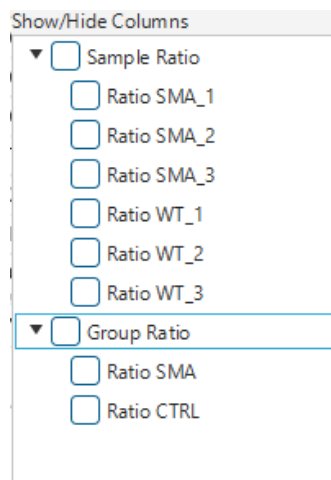 Show/Hide Columns
Sample Ratio
Ratio SMA_1
Ratio SMA_2
Ratio SMA_3
Ratio WT_1
Ratio WT_2
Ratio WT_3
Group Ratio
Ratio SMA
Ratio CTRL